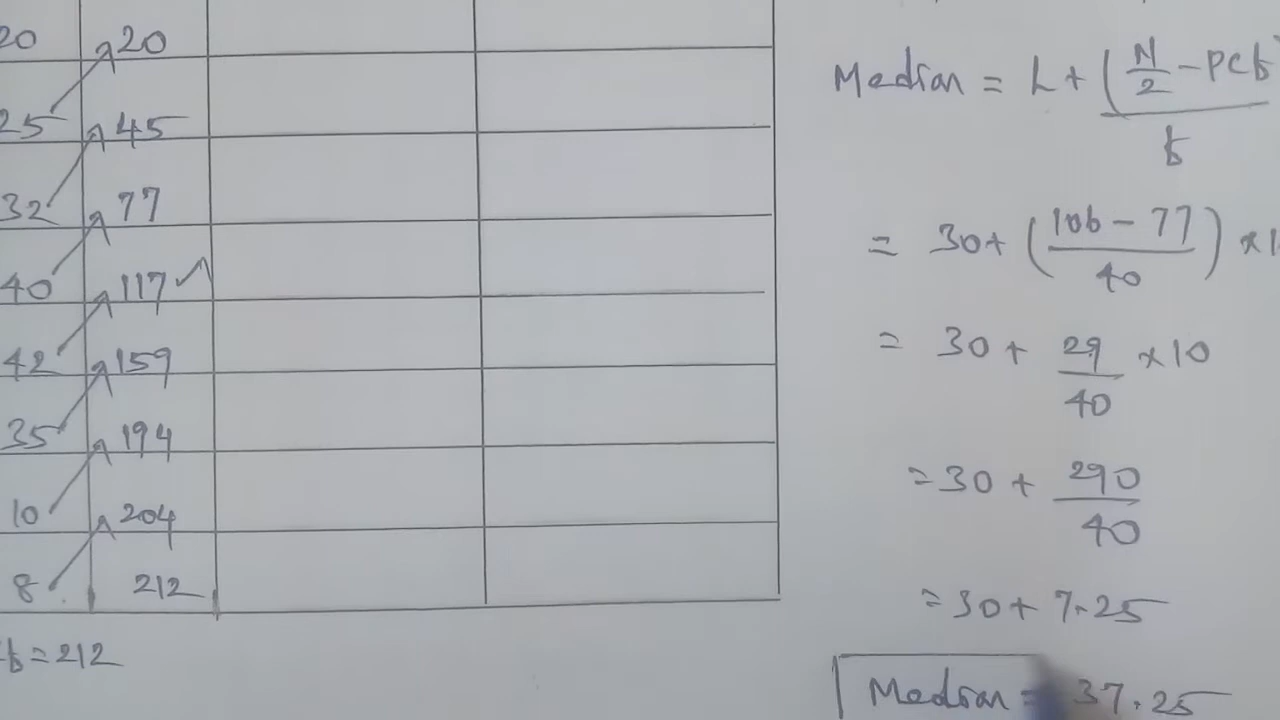 20 20
25 45
32 77
40 117 ✓
42 159
35 194
10 204
8 212
f = 212
Median = L + (N/2 - Pcf
f
= 30 + (106 - 77 / 40) × 1
= 30 + 29/40 × 10
= 30 + 290/40
= 30 + 7.25
Median = 37.25